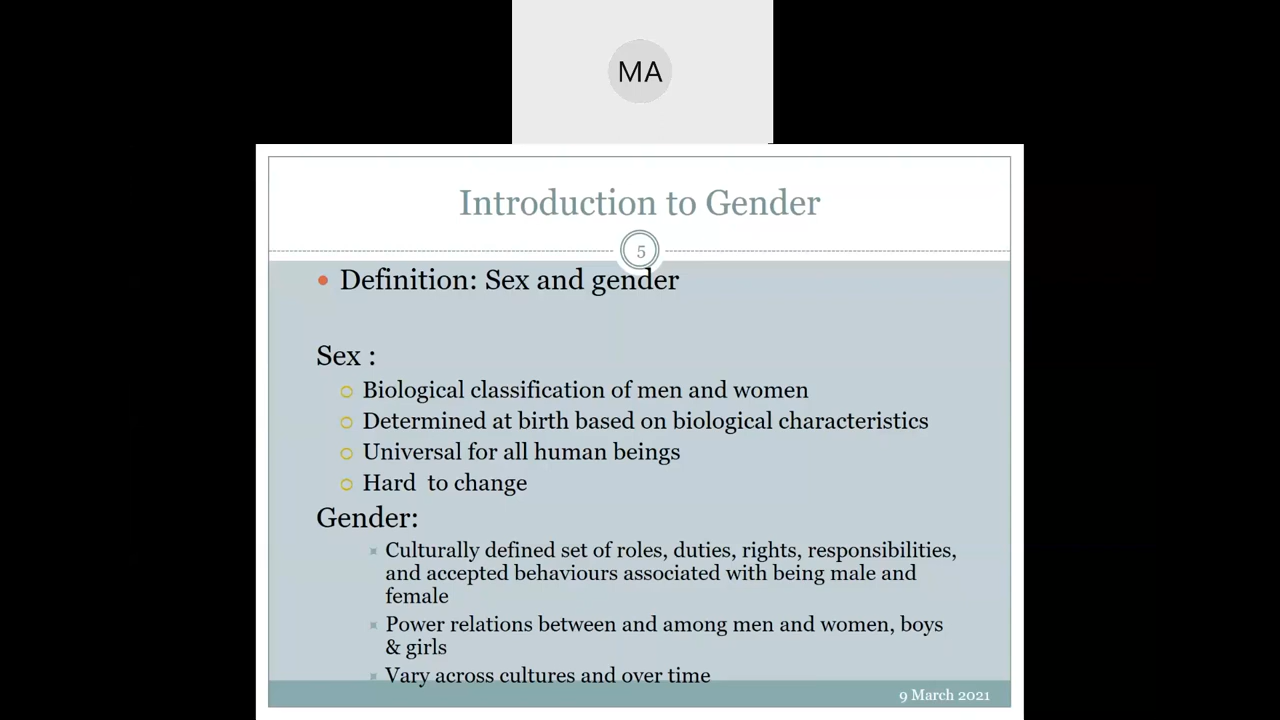 MA
Introduction to Gender
5
Definition: Sex and gender
Sex :
Biological classification of men and women
Determined at birth based on biological characteristics
Universal for all human beings
Hard  to change
Gender:
Culturally defined set of roles, duties, rights, responsibilities,
and accepted behaviours associated with being male and
female
Power relations between and among men and women, boys
& girls
Vary across cultures and over time
9 March 2021